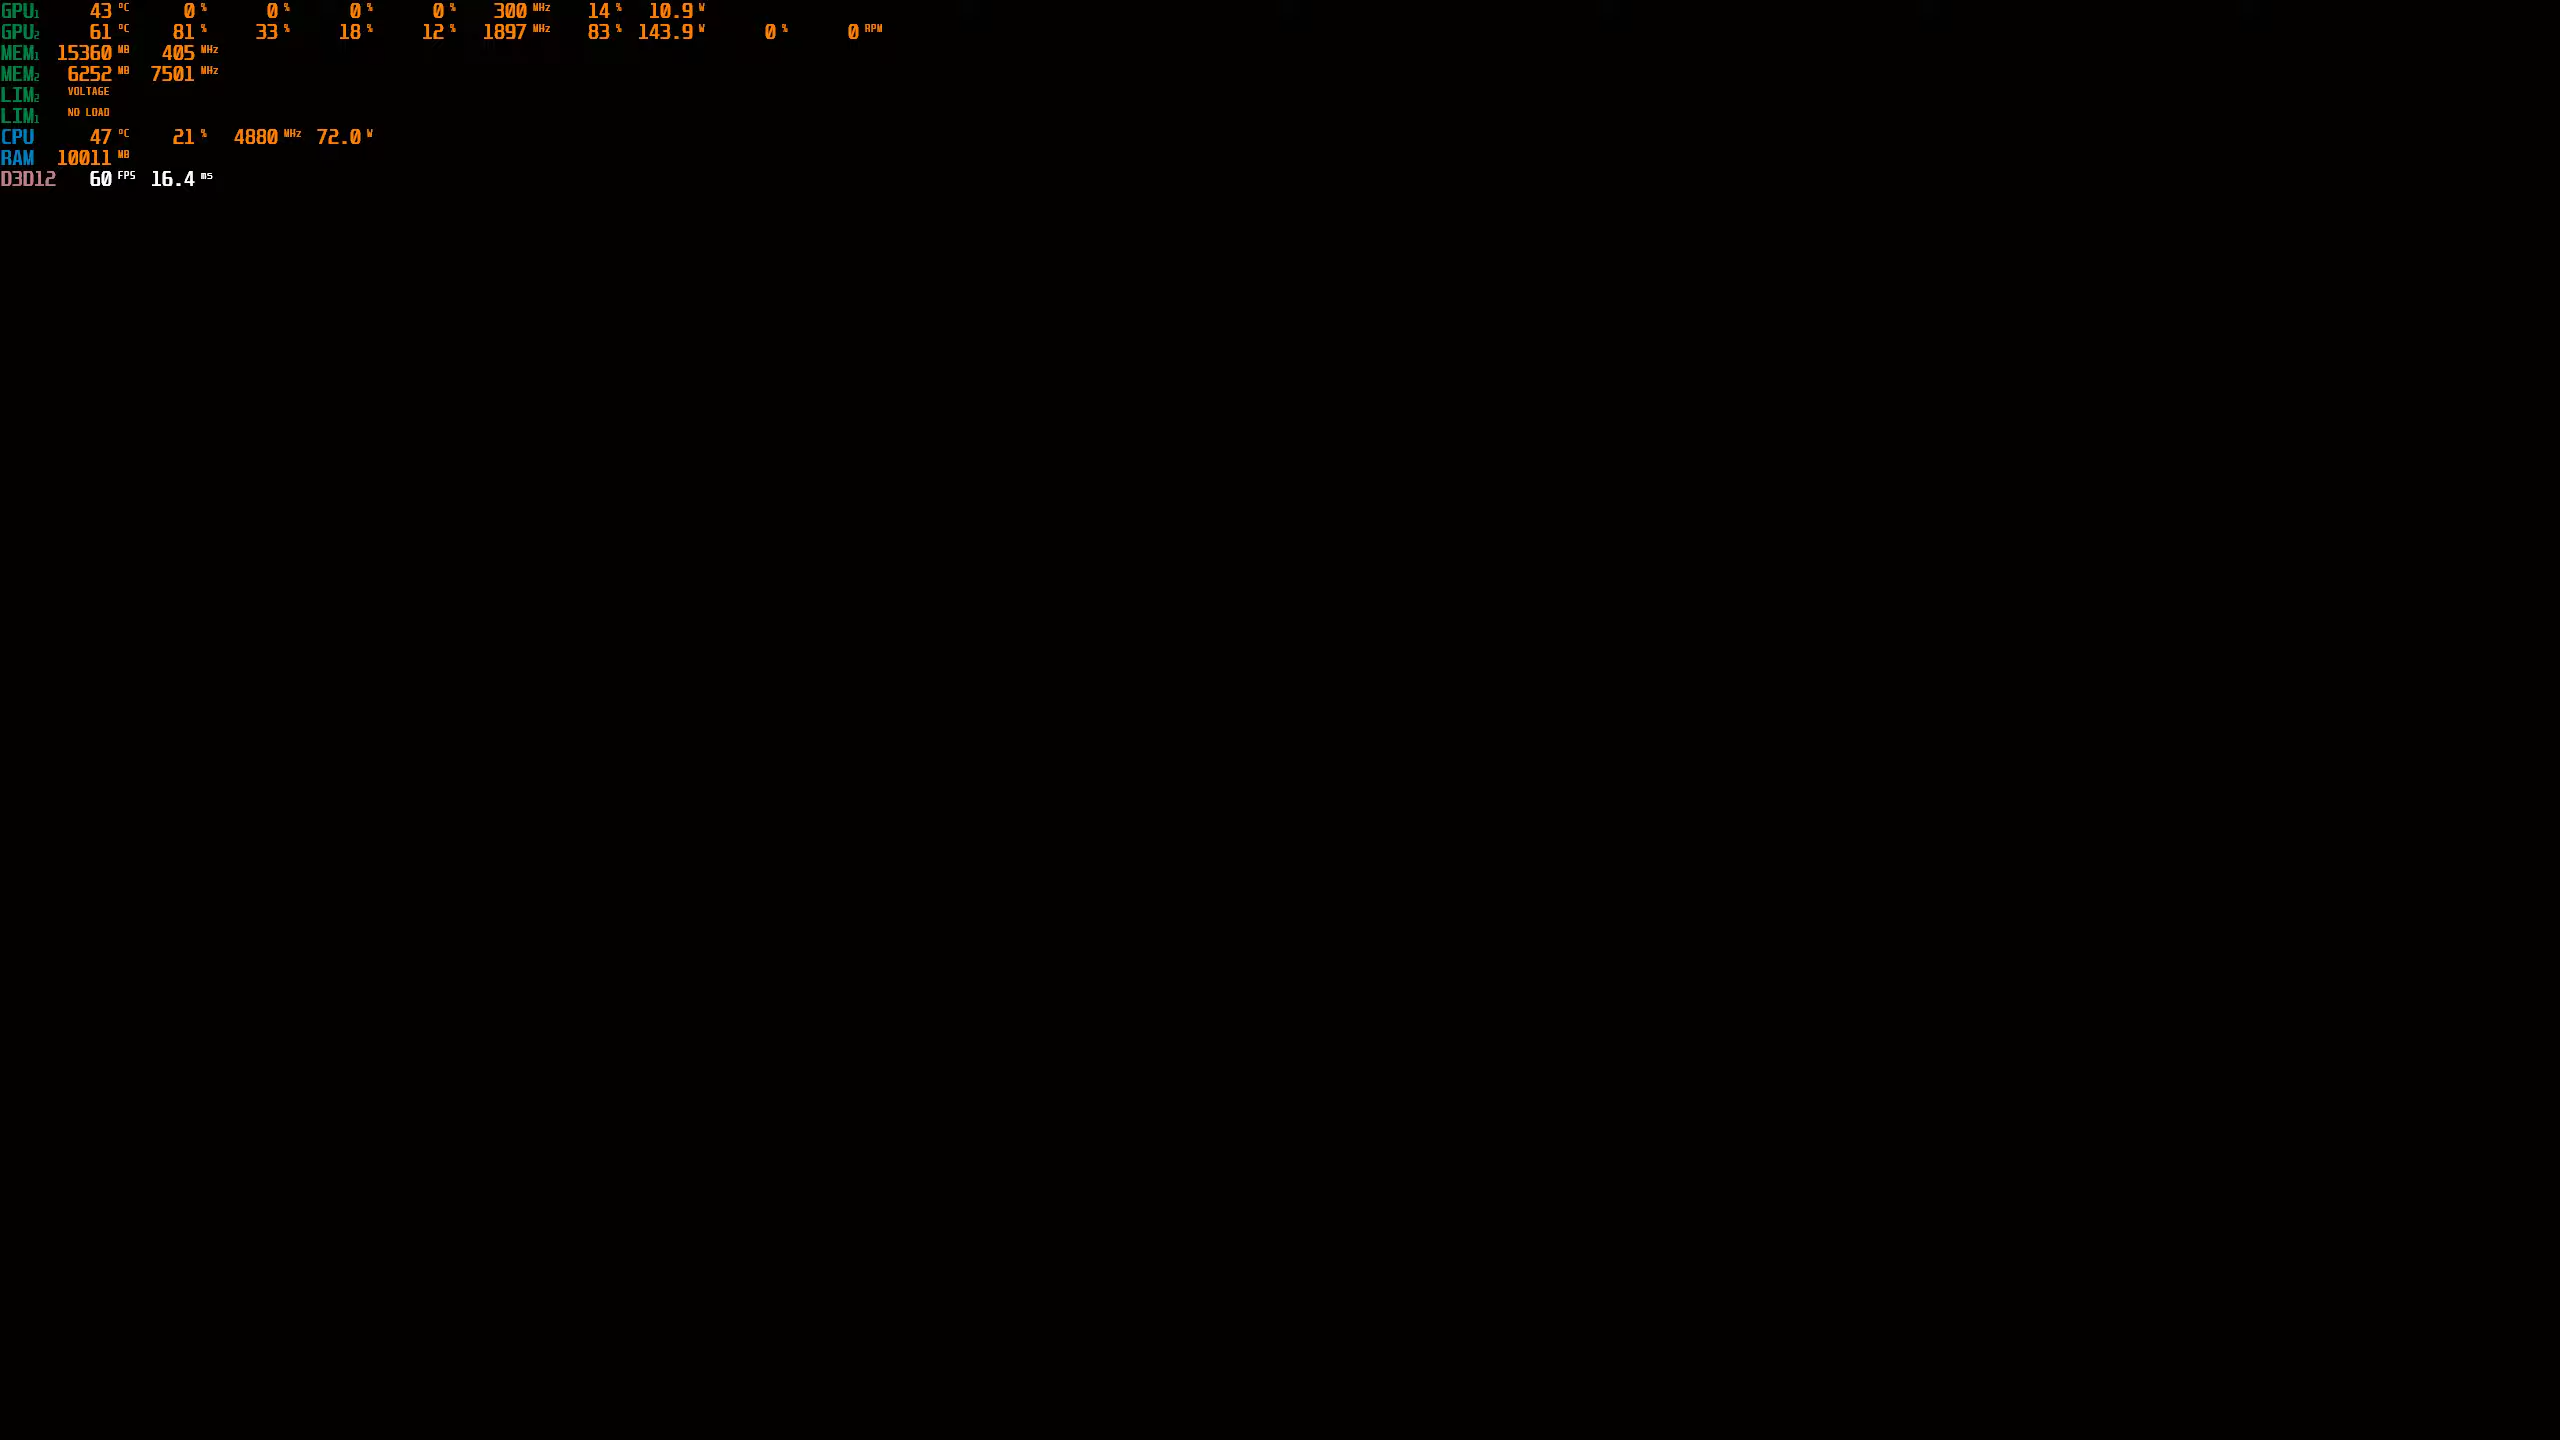 GPU1 43 °C 0 % 0 % 0 % 0 % 300 MHz 14 % 10.9 W
GPU2 61 °C 81 % 33 % 18 % 12 % 1897 MHz 83 % 143.9 W 0 % 0 RPM
MEM1 15360 MB 405 MHz
MEM2 6252 MB 7501 MHz
LIM2 VOLTAGE
LIM1 NO LOAD
CPU 47 °C 21 % 4880 MHz 72.0 W
RAM 10011 MB
D3D12 60 FPS 16.4 ms